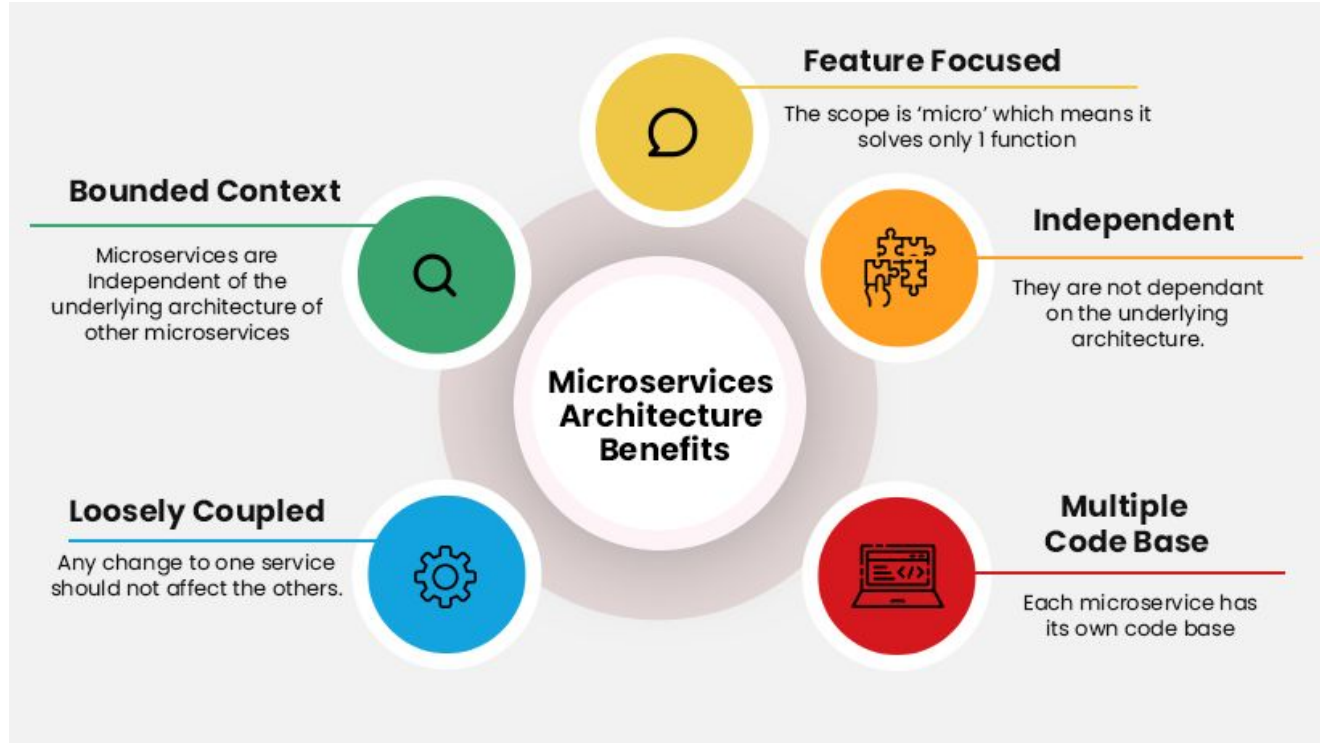 Feature Focused
The scope is ‘micro’ which means it
solves only 1 function
Bounded Context
Microservices are
Independent of the
underlying architecture of
other microservices
Independent
They are not dependant
on the underlying
architecture.
Microservices
Architecture
Benefits
Loosely Coupled
Any change to one service
should not affect the others.
Multiple
Code Base
Each microservice has
its own code base